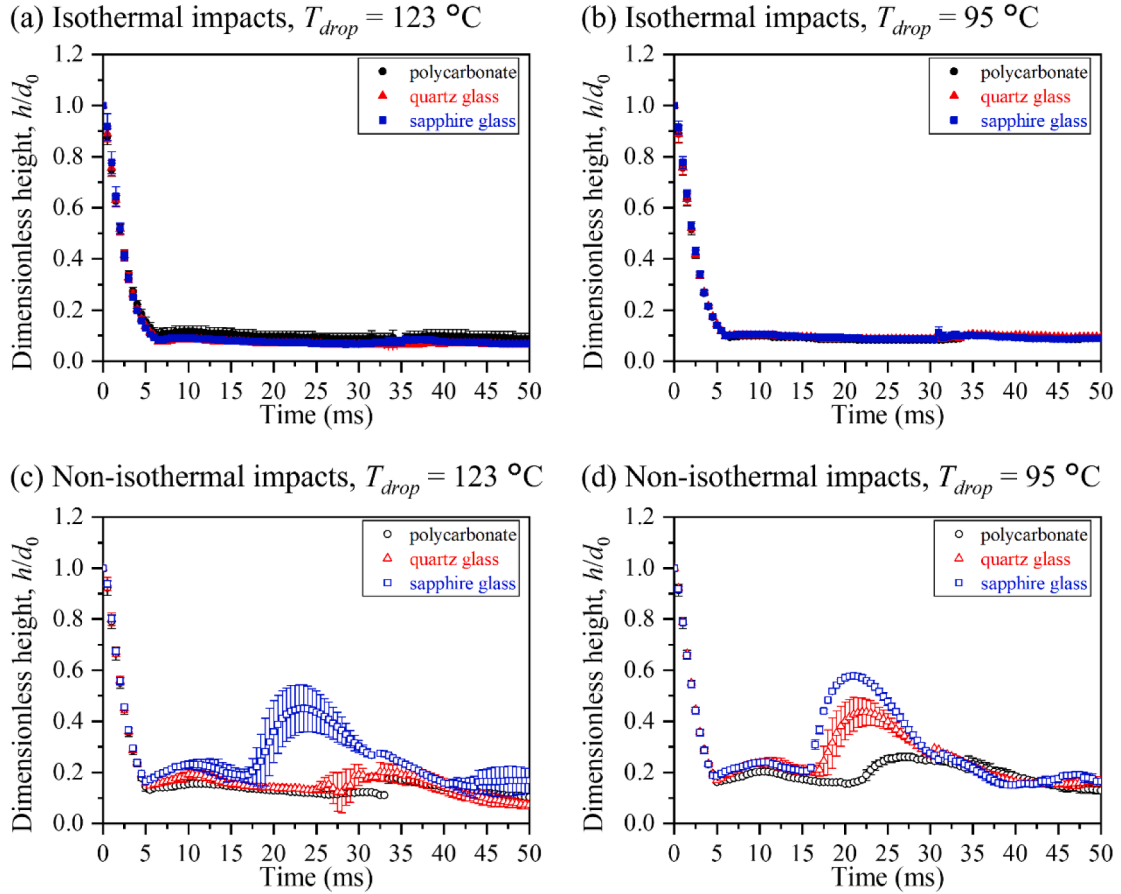 (a) Isothermal impacts, T_drop = 123 °C
1.2
1.0
0.8
0.6
0.4
0.2
0.0
Dimensionless height, h/d₀
polycarbonate
quartz glass
sapphire glass
0 5 10 15 20 25 30 35 40 45 50
Time (ms)
(b) Isothermal impacts, T_drop = 95 °C
1.2
1.0
0.8
0.6
0.4
0.2
0.0
Dimensionless height, h/d₀
polycarbonate
quartz glass
sapphire glass
0 5 10 15 20 25 30 35 40 45 50
Time (ms)
(c) Non-isothermal impacts, T_drop = 123 °C
1.2
1.0
0.8
0.6
0.4
0.2
0.0
Dimensionless height, h/d₀
polycarbonate
quartz glass
sapphire glass
0 5 10 15 20 25 30 35 40 45 50
Time (ms)
(d) Non-isothermal impacts, T_drop = 95 °C
1.2
1.0
0.8
0.6
0.4
0.2
0.0
Dimensionless height, h/d₀
polycarbonate
quartz glass
sapphire glass
0 5 10 15 20 25 30 35 40 45 50
Time (ms)